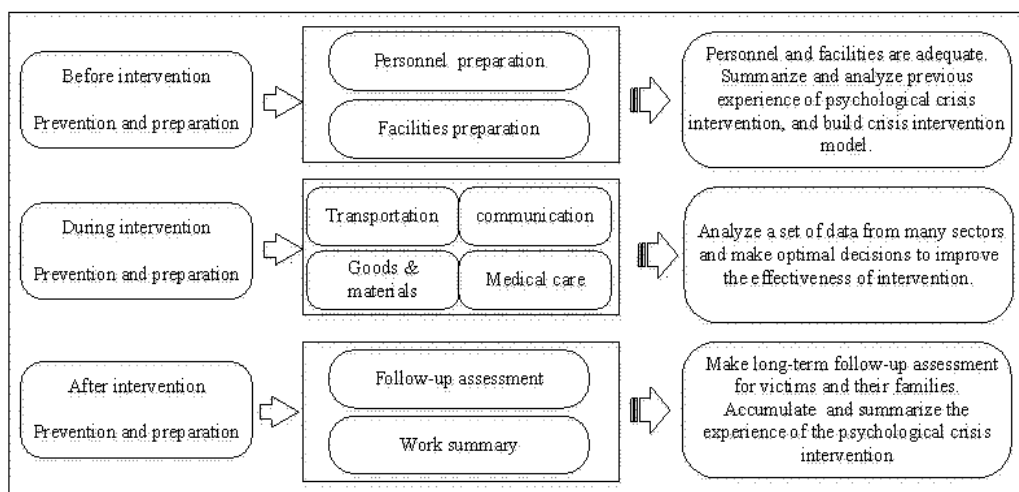 Before intervention
Prevention and preparation
Personnel preparation
Facilities preparation
Personnel and facilities are adequate.
Summarize and analyze previous
experience of psychological crisis
intervention, and build crisis intervention
model.
During intervention
Prevention and preparation
Transportation
communication
Goods &
materials
Medical care
Analyze a set of data from many sectors
and make optimal decisions to improve
the effectiveness of intervention.
After intervention
Prevention and preparation
Follow-up assessment
Work summary
Make long-term follow-up assessment
for victims and their families.
Accumulate and summarize the
experience of the psychological crisis
intervention